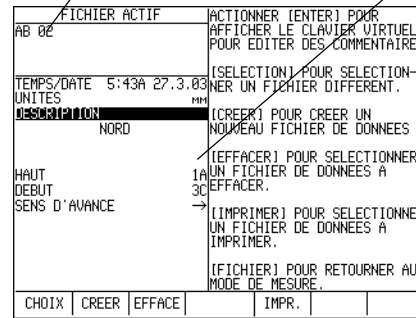 FICHIER ACTIF
AB 02
TEMPS/DATE 5:43A 27.3.03
UNITES MM
DESCRIPTION
NORD
HAUT 1A
DEBUT 3C
SENS D'AVANCE →
ACTIONNER [ENTER] POUR
AFFICHER LE CLAVIER VIRTUEL
POUR EDITER DES COMMENTAIRE
[SELECTION] POUR SELECTION-
NER UN FICHIER DIFFERENT.
[CREER] POUR CREER UN
NOUVEAU FICHIER DE DONNEES
[EFFACER] POUR SELECTIONNER
UN FICHIER DE DONNEES A
EFFACER.
[IMPRIMER] POUR SELECTIONNE
UN FICHIER DE DONNEES A
IMPRIMER.
[FICHIER] POUR RETOURNER AU
MODE DE MESURE.
CHOIX CREER EFFACE IMPR.